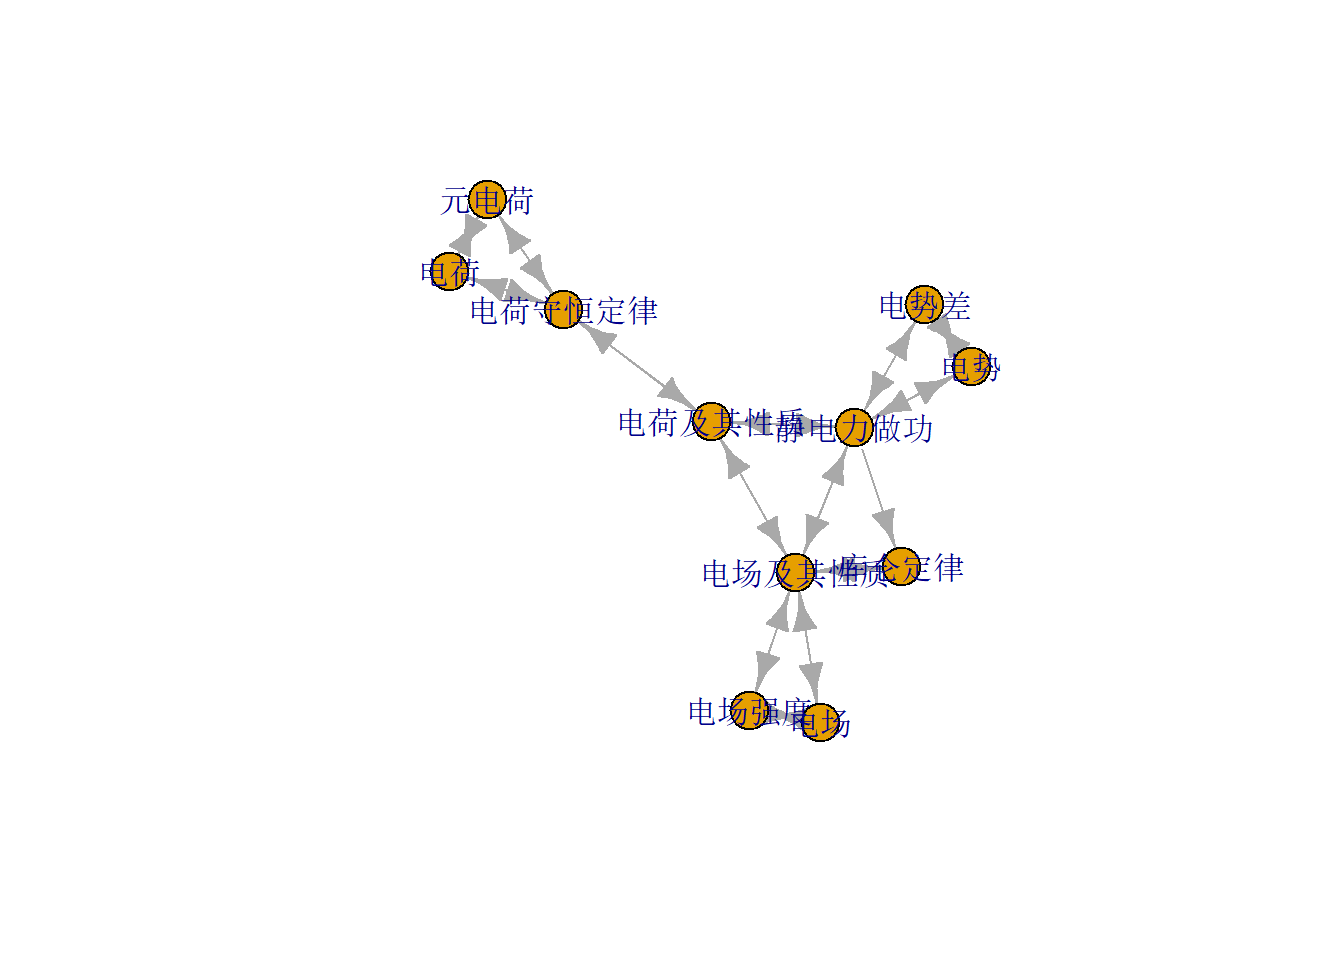 元电荷
电荷
电荷守恒定律
电势差
电势
电荷及其性质
静电力做功
电场及其性质
库仑定律
电场强度
电场